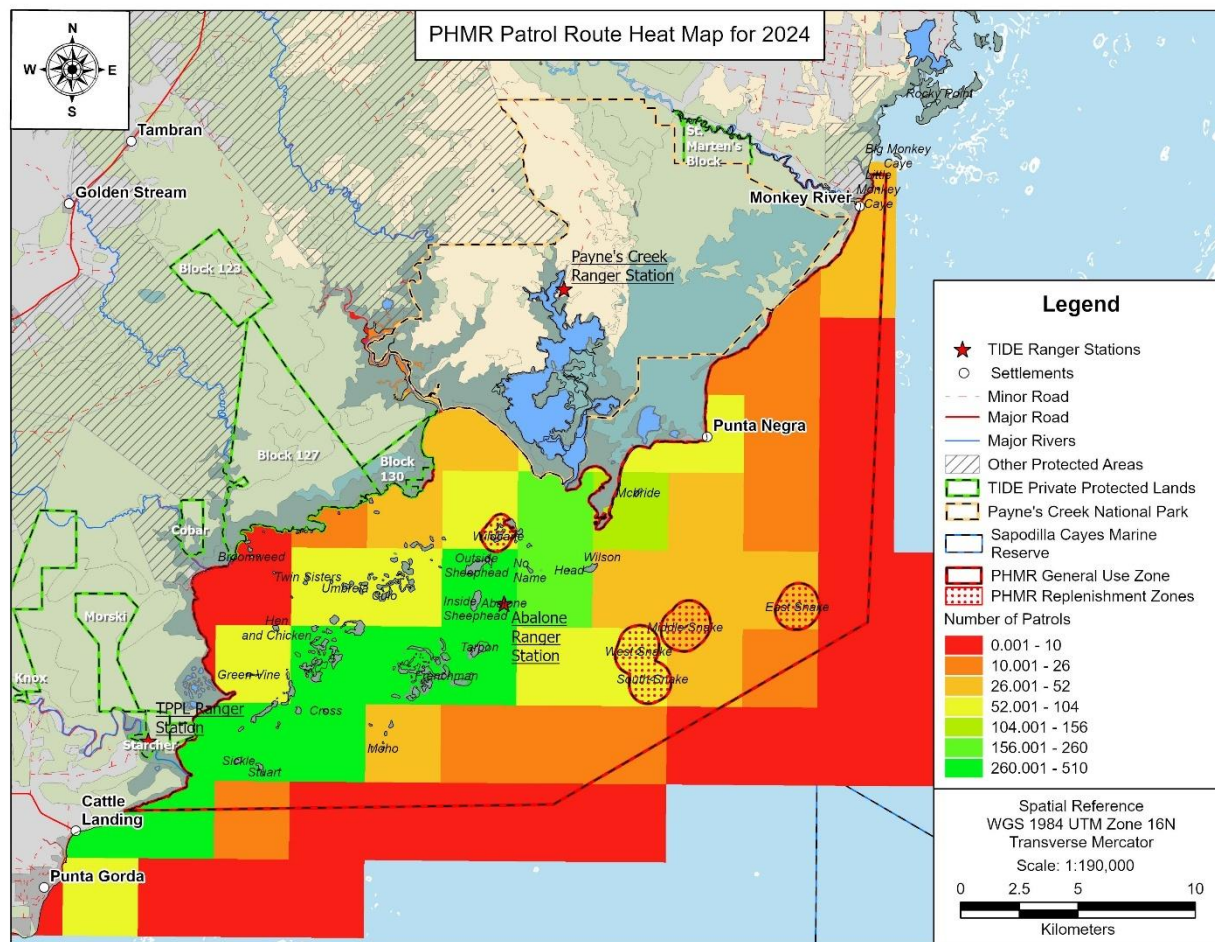 PHMR Patrol Route Heat Map for 2024
N
W
E
S
Tambran
Golden Stream
Rocky Point
St.
Marten's
Block
Big Monkey
Caye
Little
Monkey
Caye
Monkey River
Payne's Creek
Ranger Station
Block 123
Block 127
Block 130
Punta Negra
Cobar
Morski
Knox
Starcher
TPPL Ranger
Station
Cattle
Landing
Punta Gorda
McBride
Wildcane
Outside
Sheephead
No
Name
Wilson
Head
Broomweed
Twin Sisters
Umbrela
Inside
Sheephead
Abalone
Abalone
Ranger
Station
Hen
and Chicken
Tarpon
Green Vine
Frenchman
Cross
Moho
Sickle
Stuart
East Snake
Middle Snake
West Snake
South Snake
Legend
TIDE Ranger Stations
Settlements
Minor Road
Major Road
Major Rivers
Other Protected Areas
TIDE Private Protected Lands
Payne's Creek National Park
Sapodilla Cayes Marine
Reserve
PHMR General Use Zone
PHMR Replenishment Zones
Number of Patrols
0.001 - 10
10.001 - 26
26.001 - 52
52.001 - 104
104.001 - 156
156.001 - 260
260.001 - 510
Spatial Reference
WGS 1984 UTM Zone 16N
Transverse Mercator
Scale: 1:190,000
0 2.5 5 10
Kilometers